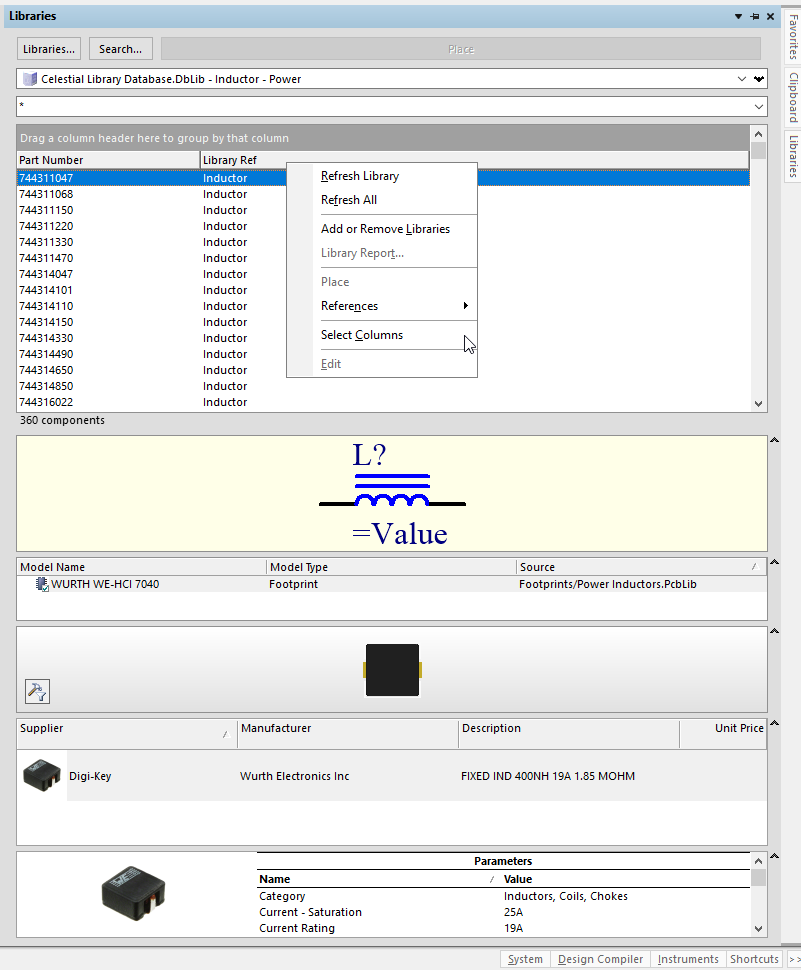 Libraries
Favorites
Clipboard
Libraries
Libraries... Search... Place
Celestial Library Database.DbLib - Inductor - Power
*
Drag a column header here to group by that column
Part Number Library Ref
744311047 Inductor
744311068 Inductor
744311150 Inductor
744311220 Inductor
744311330 Inductor
744311470 Inductor
744314047 Inductor
744314101 Inductor
744314110 Inductor
744314150 Inductor
744314330 Inductor
744314490 Inductor
744314650 Inductor
744314850 Inductor
744316022 Inductor
Refresh Library
Refresh All
Add or Remove Libraries
Library Report...
Place
References
Select Columns
Edit
360 components
L?
=Value
Model Name Model Type Source
WURTH WE-HCI 7040 Footprint Footprints/Power Inductors.PcbLib
Supplier Manufacturer Description Unit Price
Digi-Key Wurth Electronics Inc FIXED IND 400NH 19A 1.85 MOHM
Parameters
Name Value
Category Inductors, Coils, Chokes
Current - Saturation 25A
Current Rating 19A
System Design Compiler Instruments Shortcuts >>